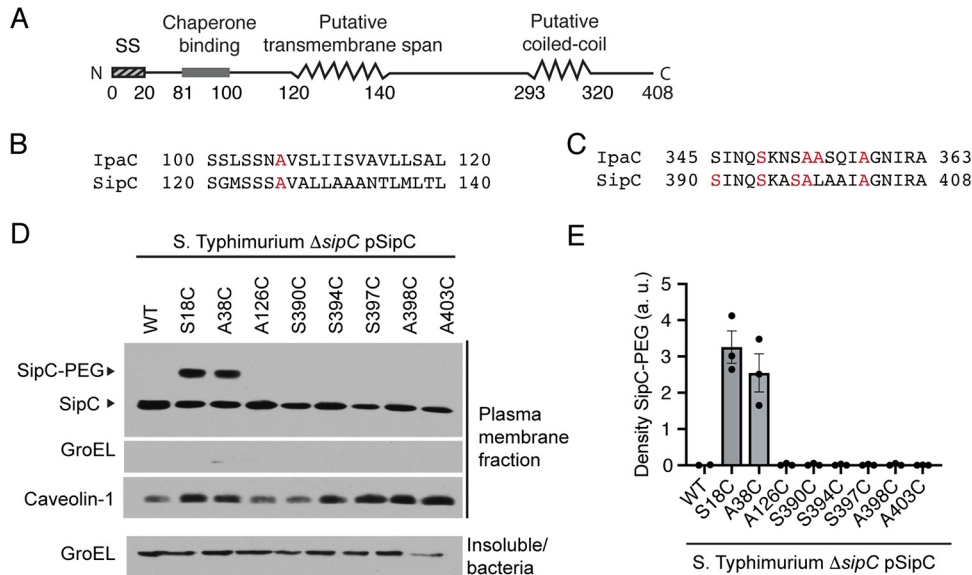 A
SS
Chaperone binding
Putative transmembrane span
Putative coiled-coil
N
C
0 20 81 100 120 140 293 320 408
B
IpaC 100 SSLSSNAVSLIISVAVLLSAL 120
SipC 120 SGMSSSAVALLAAANTLMLTL 140
C
IpaC 345 SINQSKNSAASQIAGNIRA 363
SipC 390 SINQSKASALAAIAGNIRA 408
D
S. Typhimurium ΔsipC pSipC
WT S18C A38C A126C S390C S394C S397C A398C A403C
SipC-PEG
SipC
GroEL
Caveolin-1
Plasma membrane fraction
GroEL
Insoluble/ bacteria
E
Density SipC-PEG (a. u.)
5
4
3
2
1
0
WT S18C A38C A126C S390C S394C S397C A398C A403C
S. Typhimurium ΔsipC pSipC